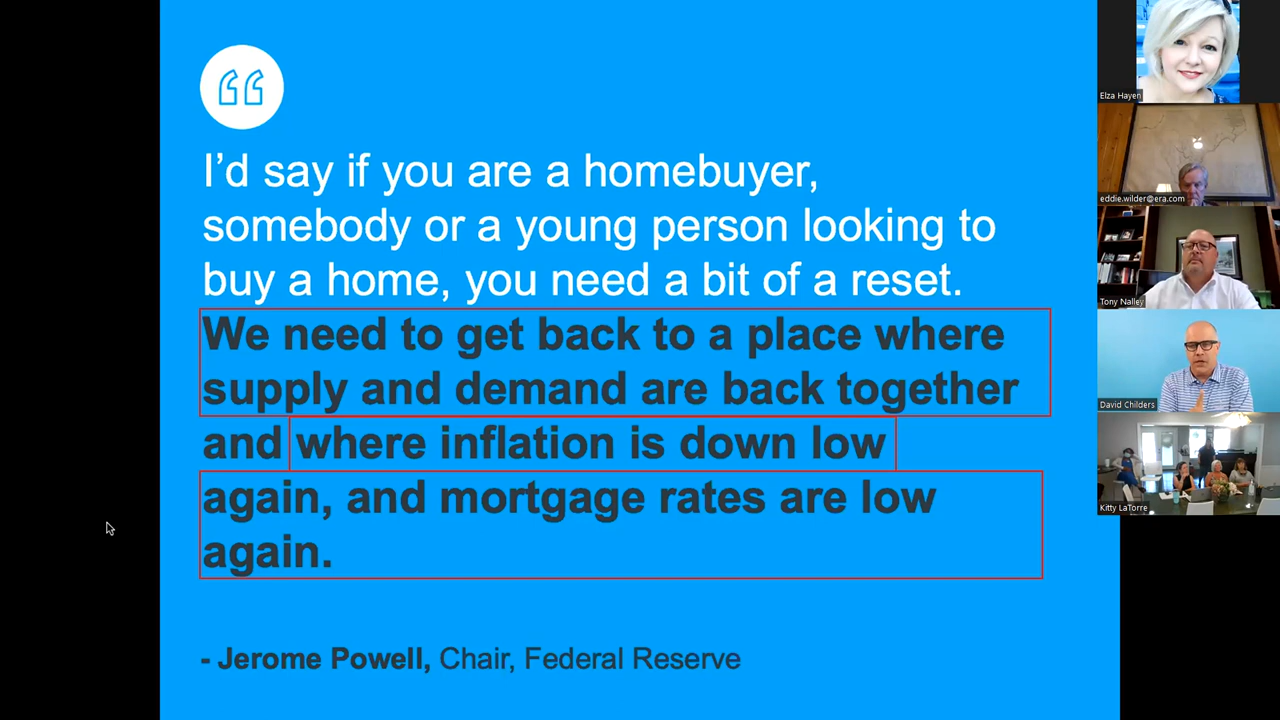 I'd say if you are a homebuyer,
somebody or a young person looking to
buy a home, you need a bit of a reset.
We need to get back to a place where
supply and demand are back together
and where inflation is down low
again, and mortgage rates are low
again.
- Jerome Powell, Chair, Federal Reserve
Elza Hayen
eddie.wilder@era.com
Tony Nalley
David Childers
Kitty LaTorre